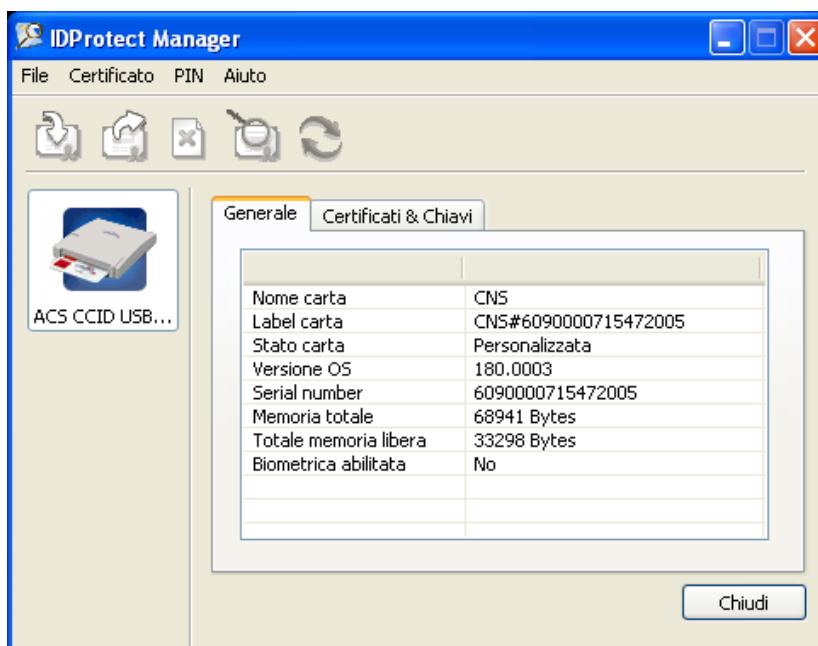 IDProtect Manager
File Certificato PIN Aiuto
Generale Certificati & Chiavi
ACS CCID USB...
Nome carta CNS
Label carta CNS#6090000715472005
Stato carta Personalizzata
Versione OS 180.0003
Serial number 6090000715472005
Memoria totale 68941 Bytes
Totale memoria libera 33298 Bytes
Biometrica abilitata No
Chiudi